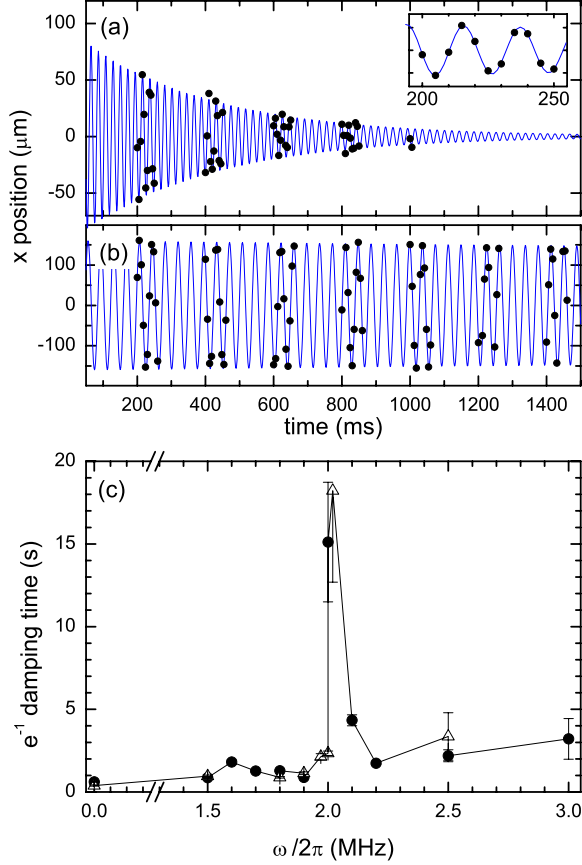 (a)
100
50
0
-50
200 250
(b)
100
0
-100
x position (μm)
200 400 600 800 1000 1200 1400
time (ms)
(c)
20
15
10
5
0
e⁻¹ damping time (s)
0.0 1.5 2.0 2.5 3.0
ω/2π (MHz)